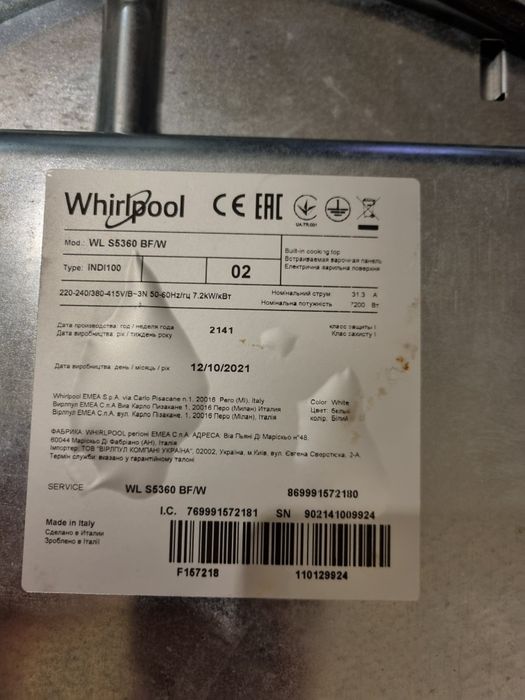 Whirlpool CE EAC
UA.TR.001
Mod.: WL S5360 BF/W
Built-in cooking top
Встраиваемая варочная панель
Електрична варильна поверхня
Type: INDI100 02
220-240/380-415V/В~3N 50-60Hz/гц 7.2kW/кВт
Номінальний струм 31.3 A
Номінальна потужність 7200 Вт
Дата производства: год / неделя года 2141
Дата виробництва: рік / тиждень року
класс защиты I
Клас захисту I
Дата виробництва: день / місяць / рік 12/10/2021
Whirlpool EMEA S.p.A. via Carlo Pisacane n.1, 20016 Pero (MI), Italy
Вирлпул EMEA С.п.А Виа Карло Пизакане 1, 20016 Перо (Милан) Италия
Вірлпул EMEA С.п.А. вул. Карло Пізакане, 1, 20016 Перо (Мілан), Італія
Color White
Цвет: белый
колір: Білий
ФАБРИКА: WHIRLPOOL регіоні EMEA С.п.А. АДРЕСА: Віа Пьяні Ді Маріскьо н°48,
60044 Маріскьо Ді Фабріано (АН), Італія
Імпортер: ТОВ "ВІРЛПУЛ КОМПАНІ УКРАЇНА", 02002, Україна, м.Київ, вул. Євгена Сверстюка, 2-А.
Термін служби: вказано у гарантійному талоні
SERVICE WL S5360 BF/W 869991572180
I.C. 769991572181 SN 902141009924
Made in Italy
Сделано в Италии
Зроблено в Італії
F157218 110129924